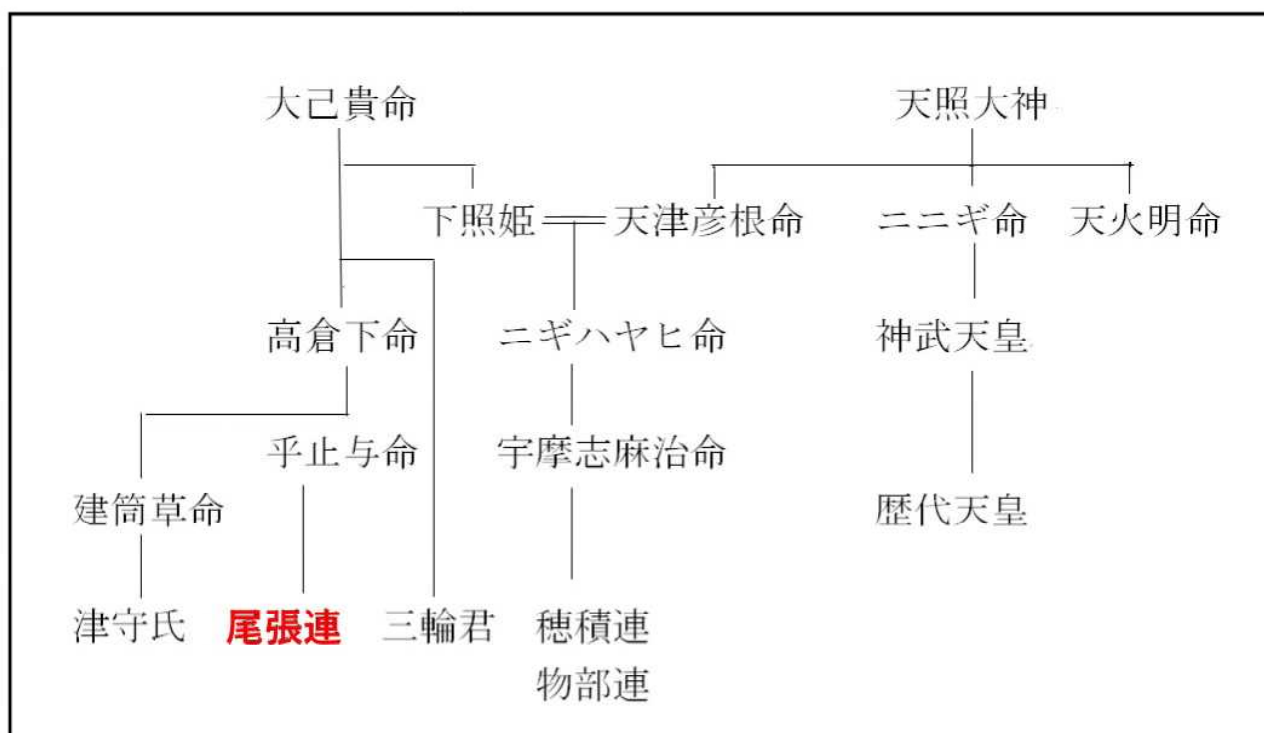 大己貴命
天照大神
下照姫
天津彦根命
ニニギ命
天火明命
高倉下命
ニギハヤヒ命
神武天皇
乎止与命
宇摩志麻治命
建筒草命
歴代天皇
津守氏
尾張連
三輪君
穂積連
物部連